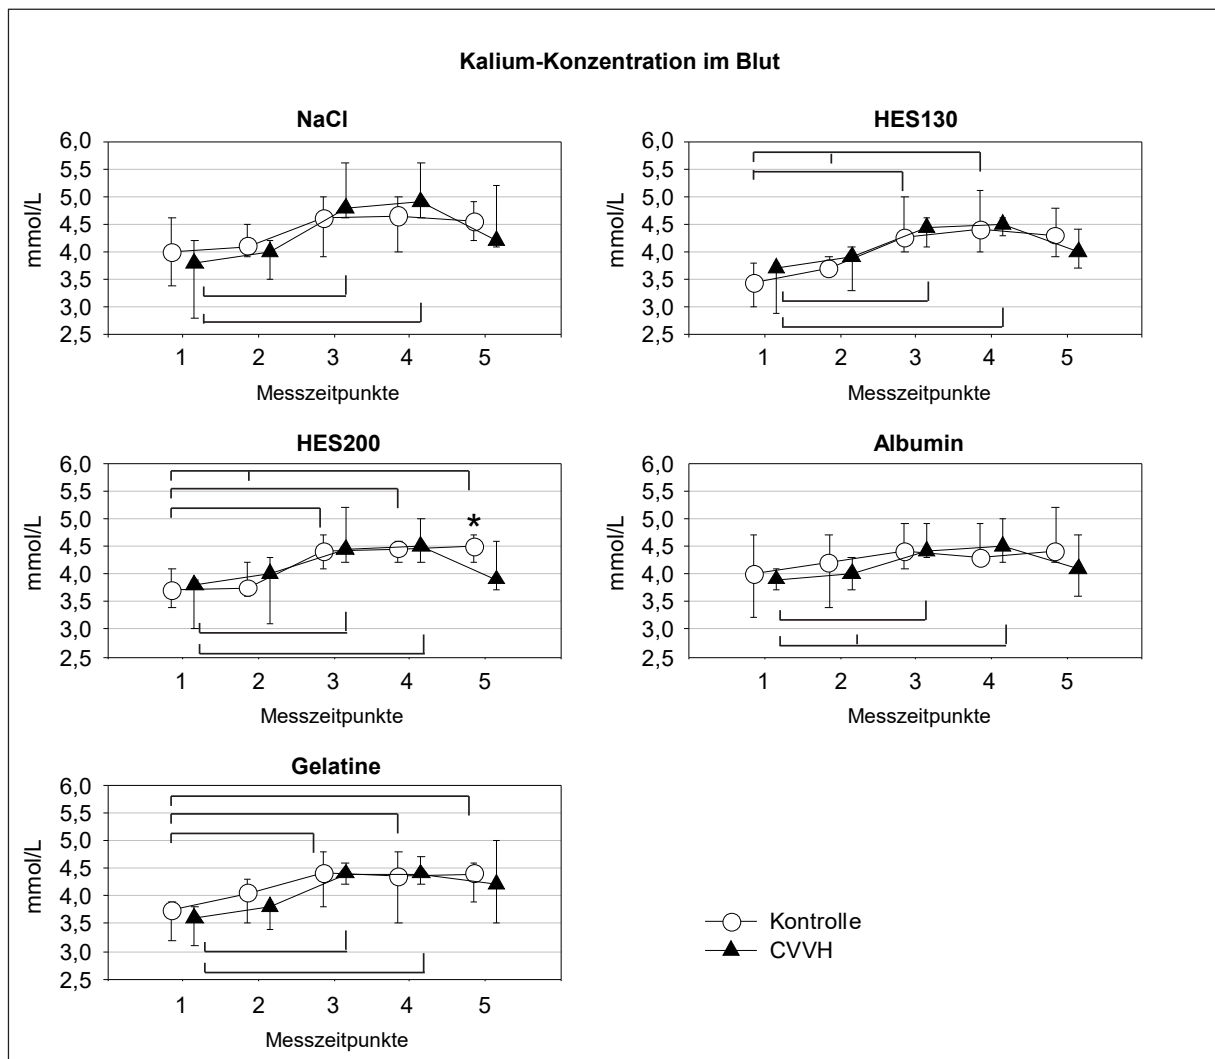 Kalium-Konzentration im Blut
NaCl
6,0
5,5
5,0
4,5
4,0
3,5
3,0
2,5
mmol/L
1 2 3 4 5
Messzeitpunkte
HES130
6,0
5,5
5,0
4,5
4,0
3,5
3,0
2,5
mmol/L
1 2 3 4 5
Messzeitpunkte
HES200
6,0
5,5
5,0
4,5
4,0
3,5
3,0
2,5
mmol/L
*
1 2 3 4 5
Messzeitpunkte
Albumin
6,0
5,5
5,0
4,5
4,0
3,5
3,0
2,5
mmol/L
1 2 3 4 5
Messzeitpunkte
Gelatine
6,0
5,5
5,0
4,5
4,0
3,5
3,0
2,5
mmol/L
1 2 3 4 5
Messzeitpunkte
Kontrolle
CVVH